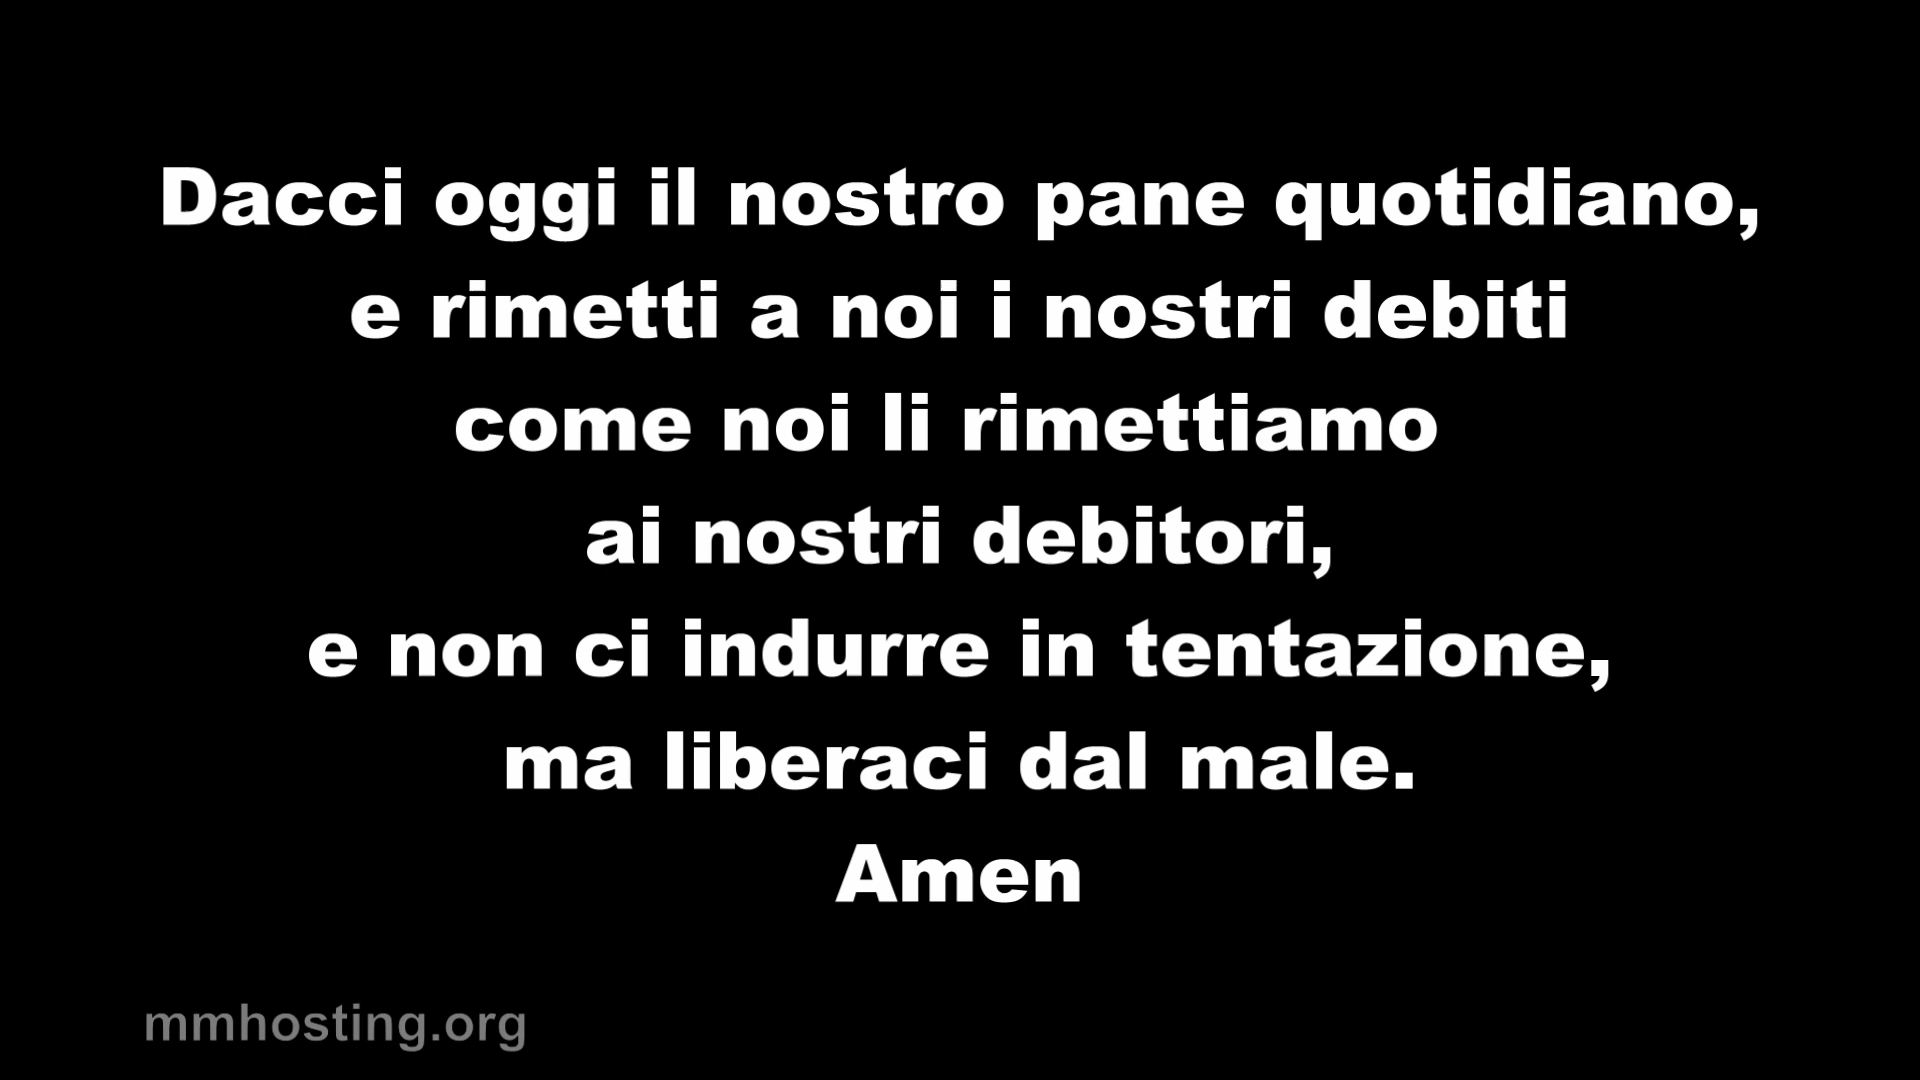 Dacci oggi il nostro pane quotidiano,
e rimetti a noi i nostri debiti
come noi li rimettiamo
ai nostri debitori,
e non ci indurre in tentazione,
ma liberaci dal male.
Amen
mmhosting.org